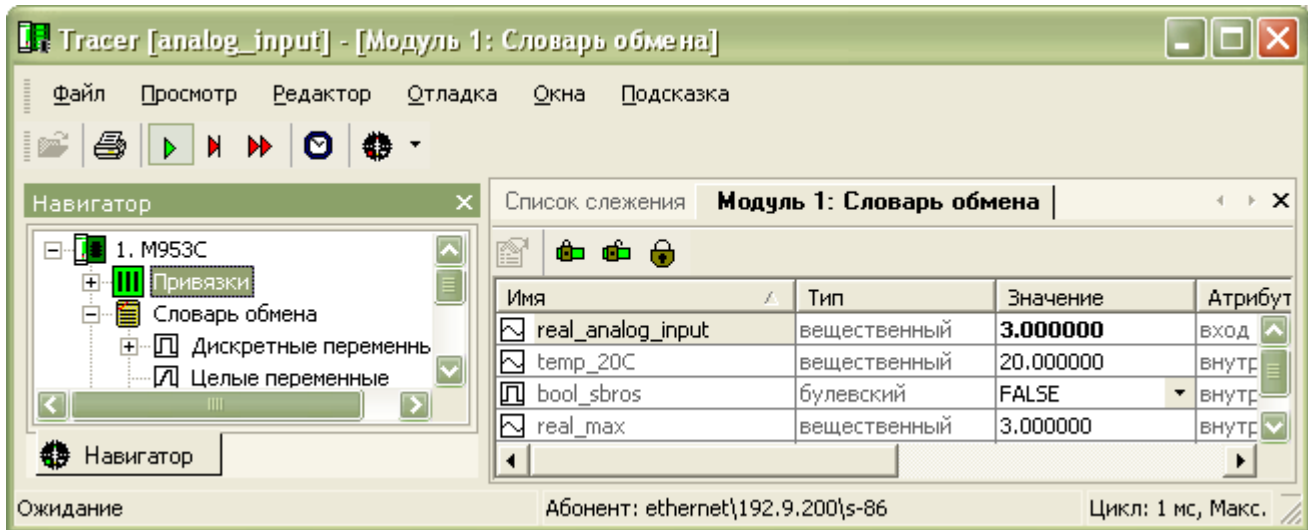 Tracer [analog_input] - [Модуль 1: Словарь обмена]
Файл Просмотр Редактор Отладка Окна Подсказка
Навигатор
1. M953C
Привязки
Словарь обмена
Дискретные переменнь
Целые переменные
Навигатор
Список слежения Модуль 1: Словарь обмена
Имя Тип Значение Атрибут
real_analog_input вещественный 3.000000 вход
temp_20C вещественный 20.000000 внутр
bool_sbros булевский FALSE внутр
real_max вещественный 3.000000 внутр
Ожидание Абонент: ethernet\192.9.200\s-86 Цикл: 1 мс, Макс.